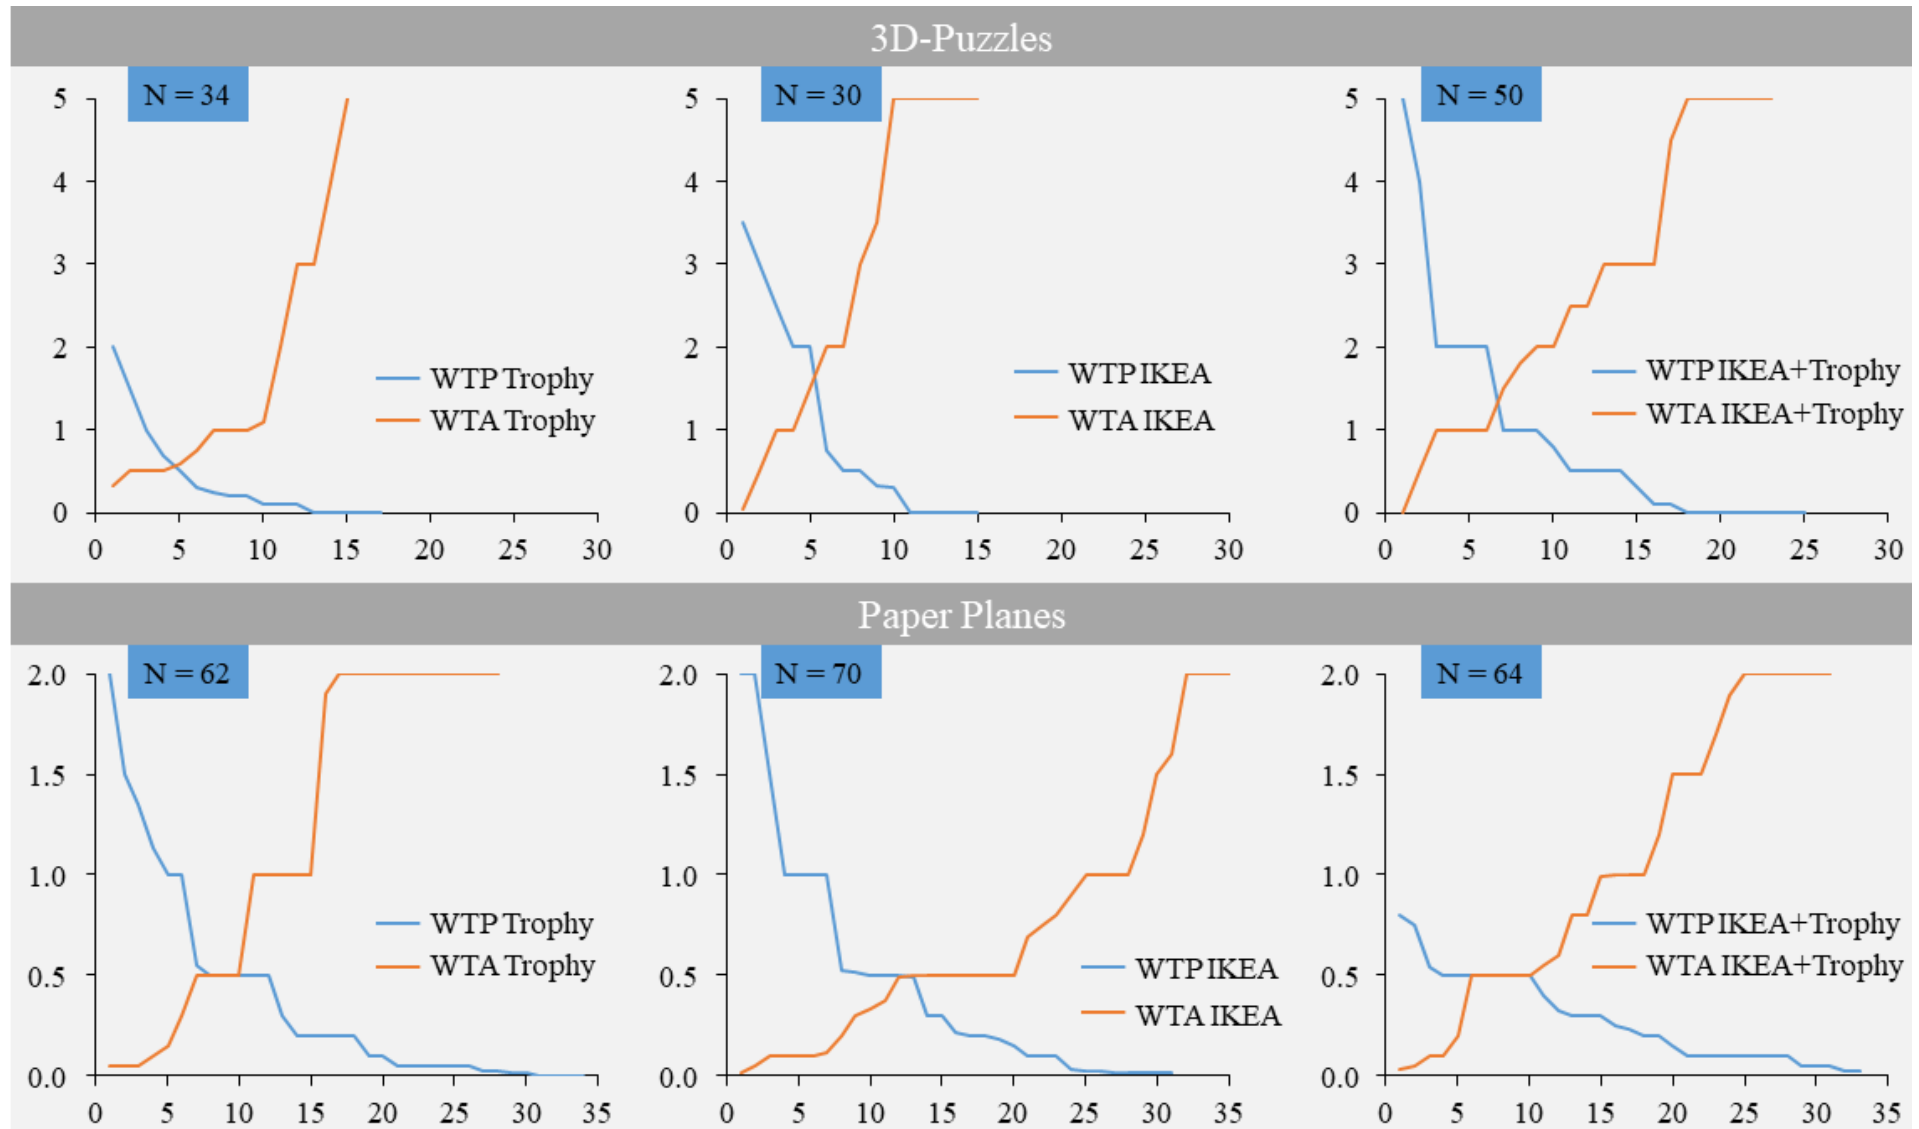 3D-Puzzles
N = 34
5
4
3
2
1
0
0 5 10 15 20 25 30
WTP Trophy
WTA Trophy
N = 30
5
4
3
2
1
0
0 5 10 15 20 25 30
WTP IKEA
WTA IKEA
N = 50
5
4
3
2
1
0
0 5 10 15 20 25 30
WTP IKEA+Trophy
WTA IKEA+Trophy
Paper Planes
N = 62
2.0
1.5
1.0
0.5
0.0
0 5 10 15 20 25 30 35
WTP Trophy
WTA Trophy
N = 70
2.0
1.5
1.0
0.5
0.0
0 5 10 15 20 25 30 35
WTP IKEA
WTA IKEA
N = 64
2.0
1.5
1.0
0.5
0.0
0 5 10 15 20 25 30 35
WTP IKEA+Trophy
WTA IKEA+Trophy